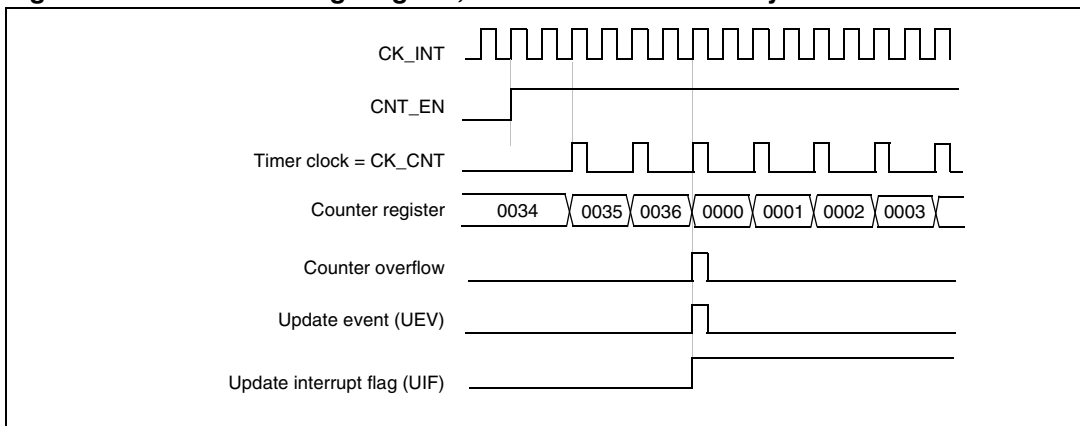 CK_INT
CNT_EN
Timer clock = CK_CNT
Counter register
0034 0035 0036 0000 0001 0002 0003
Counter overflow
Update event (UEV)
Update interrupt flag (UIF)